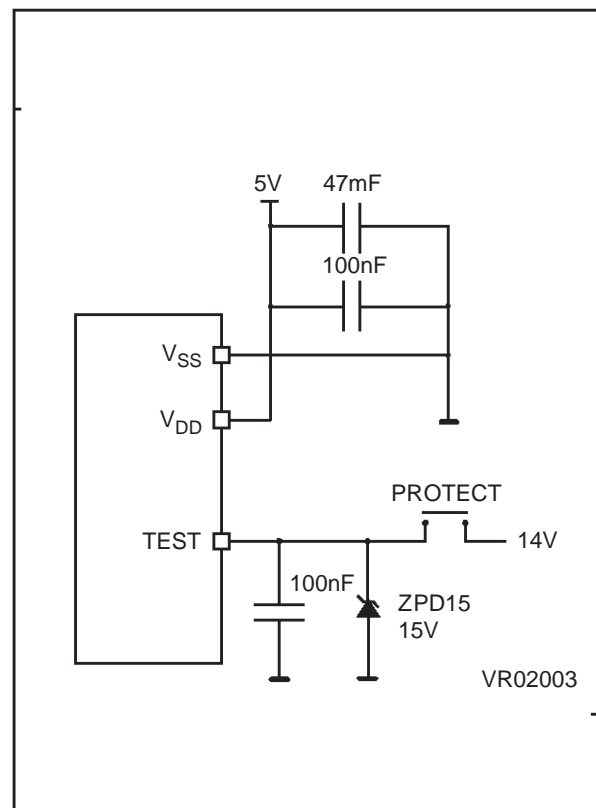 5V
47mF
100nF
VSS
VDD
PROTECT
TEST
14V
100nF
ZPD15
15V
VR02003